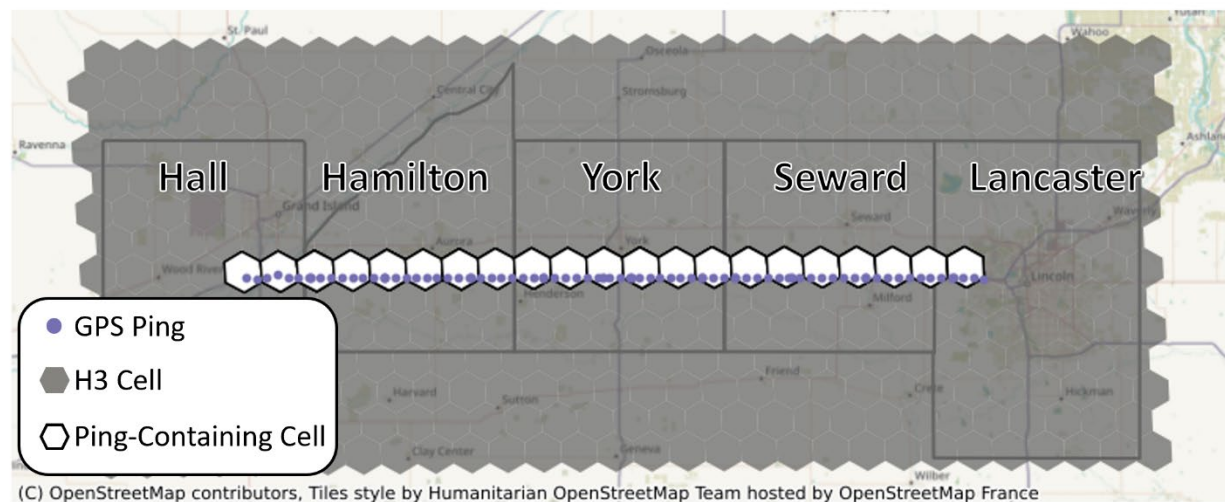 St. Paul
Osceola
Wahoo
Yutan
Central City
Stromsburg
Ravenna
Ashland
Hall
Hamilton
York
Seward
Lancaster
Grand Island
Seward
Waverly
Aurora
York
Wood River
Lincoln
Henderson
Milford
GPS Ping
H3 Cell
Ping-Containing Cell
Harvard
Sutton
Friend
Crete
Hickman
Clay Center
Geneva
Wilber
(C) OpenStreetMap contributors, Tiles style by Humanitarian OpenStreetMap Team hosted by OpenStreetMap France